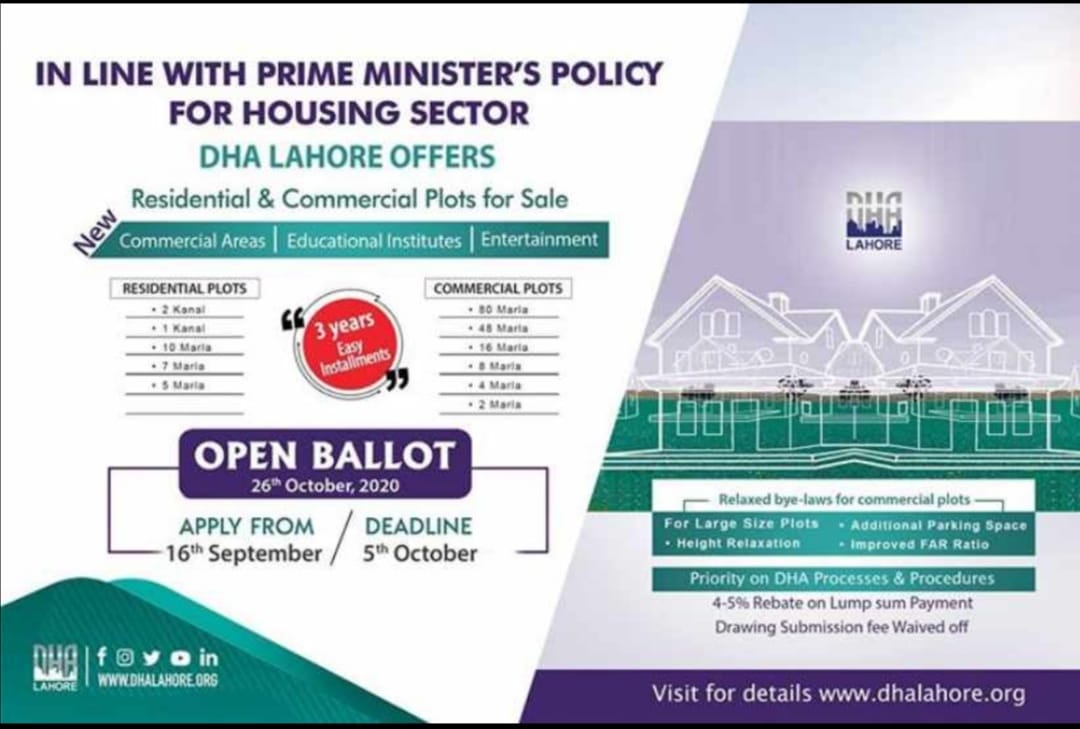 IN LINE WITH PRIME MINISTER'S POLICY
FOR HOUSING SECTOR
DHA LAHORE OFFERS
Residential & Commercial Plots for Sale
New
Commercial Areas | Educational Institutes | Entertainment
RESIDENTIAL PLOTS
• 2 Kanal
• 1 Kanal
• 10 Marla
• 7 Marla
• 5 Marla
“ 3 years
Easy
Installments ”
COMMERCIAL PLOTS
• 80 Marla
• 48 Marla
• 16 Marla
• 8 Marla
• 4 Marla
• 2 Marla
OPEN BALLOT
26th October, 2020
APPLY FROM / DEADLINE
16th September / 5th October
DHA
LAHORE
WWW.DHALAHORE.ORG
DHA
LAHORE
Relaxed bye-laws for commercial plots
For Large Size Plots • Additional Parking Space
• Height Relaxation • Improved FAR Ratio
Priority on DHA Processes & Procedures
4-5% Rebate on Lump sum Payment
Drawing Submission fee Waived off
Visit for details www.dhalahore.org